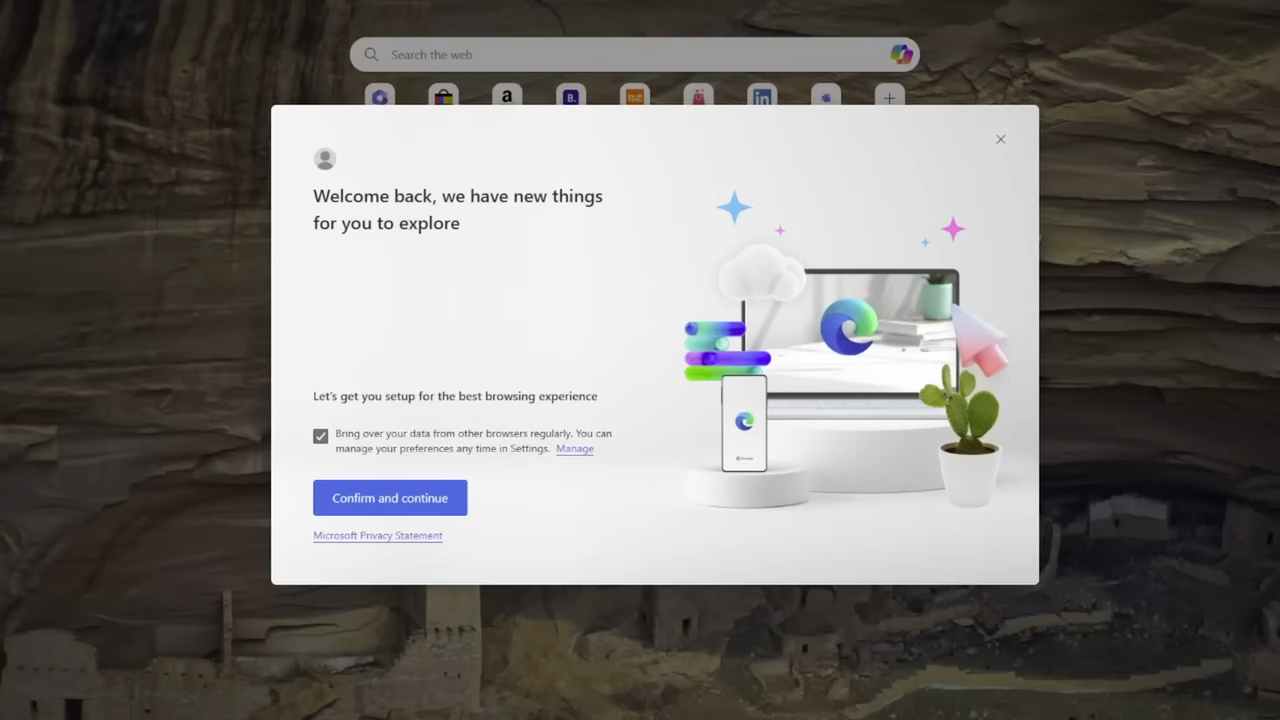 Search the web
a
B.
in
Welcome back, we have new things
for you to explore
Let's get you setup for the best browsing experience
Bring over your data from other browsers regularly. You can
manage your preferences any time in Settings. Manage
Confirm and continue
Microsoft Privacy Statement